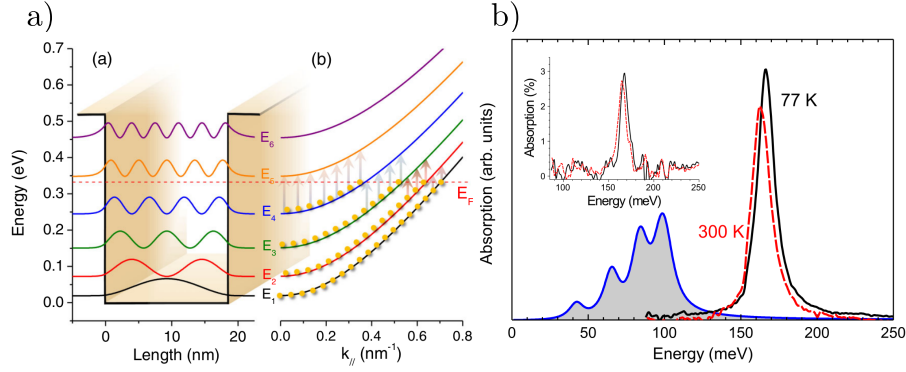 a)
b)
(a)
(b)
Energy (eV)
0.7
0.6
0.5
0.4
0.3
0.2
0.1
0.0
E6
E5
E4
E3
E2
E1
EF
0 5 10 15 20
Length (nm)
0.0 0.2 0.4 0.6 0.8
k// (nm-1)
Absorption (arb. units)
Absorption (%)
3
2
1
0
100 150 200 250
Energy (meV)
77 K
300 K
0 50 100 150 200 250
Energy (meV)